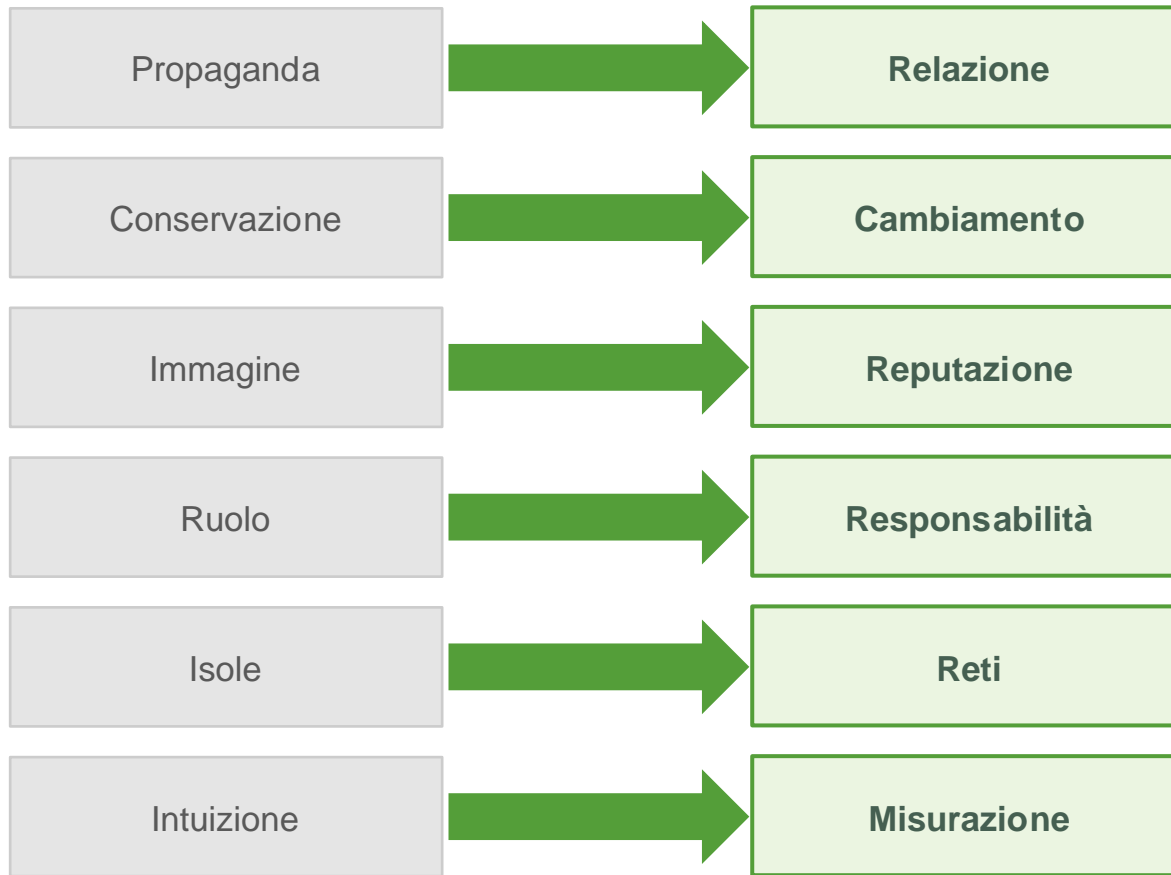 Propaganda
Relazione
Conservazione
Cambiamento
Immagine
Reputazione
Ruolo
Responsabilità
Isole
Reti
Intuizione
Misurazione